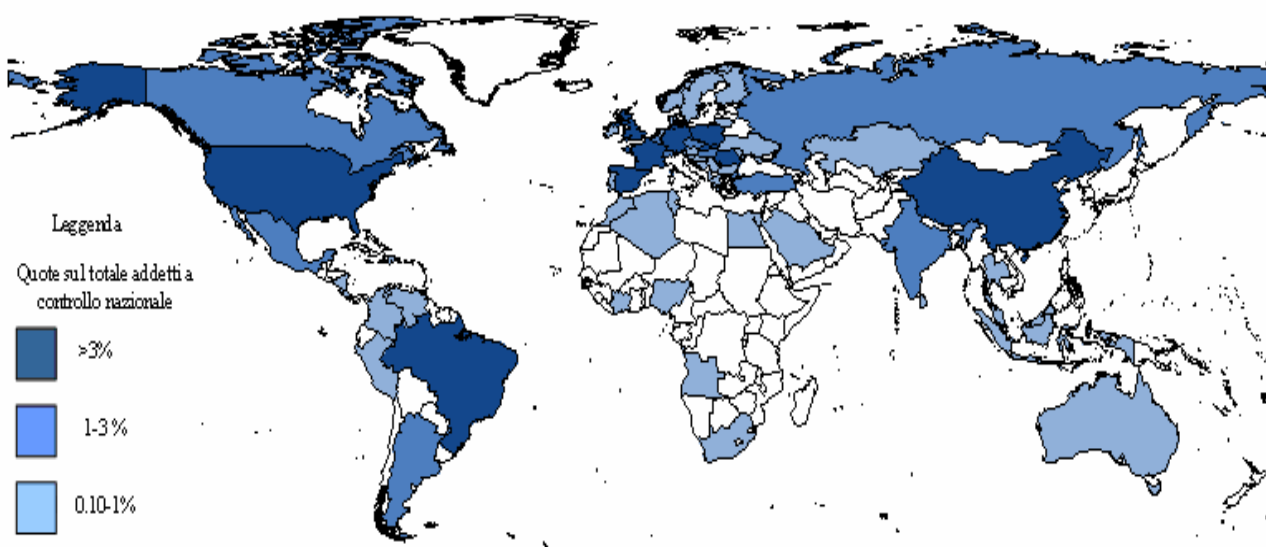 Leggenda
Quote sul totale addetti a
controllo nazionale
>3%
1-3 %
0.10-1%